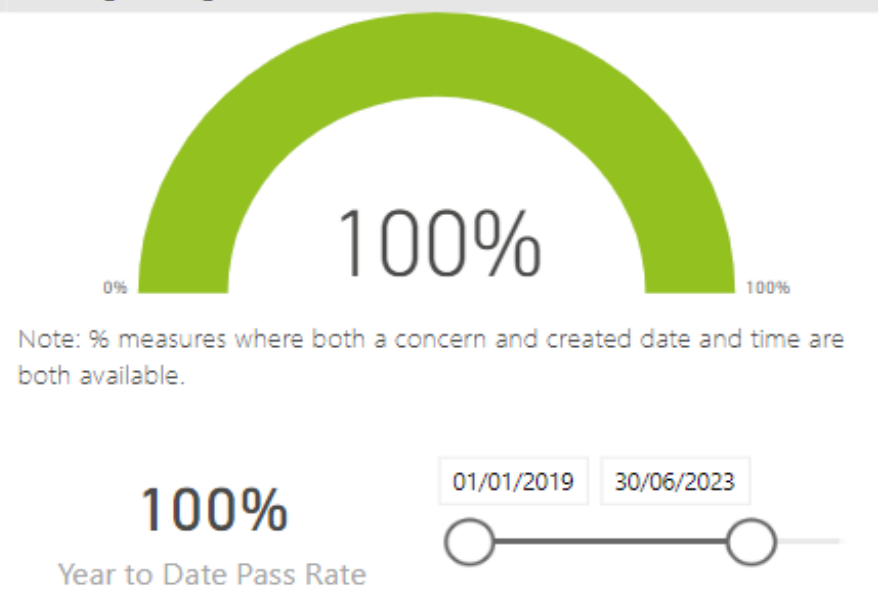 100%
0%
100%
Note: % measures where both a concern and created date and time are
both available.
01/01/2019 30/06/2023
100%
Year to Date Pass Rate